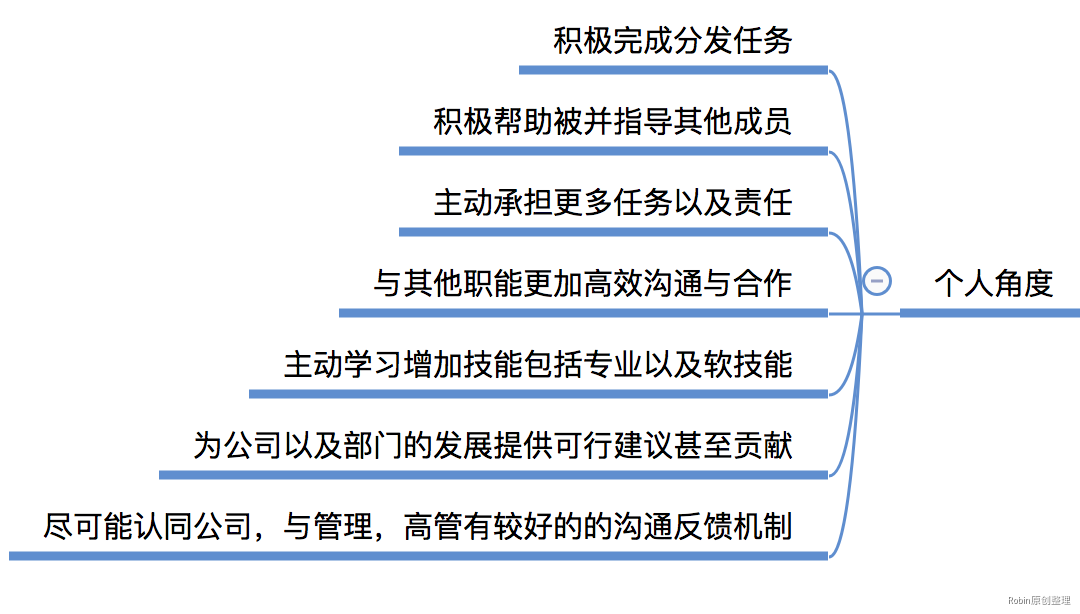 积极完成分发任务
积极帮助被并指导其他成员
主动承担更多任务以及责任
与其他职能更加高效沟通与合作
个人角度
主动学习增加技能包括专业以及软技能
为公司以及部门的发展提供可行建议甚至贡献
尽可能认同公司，与管理，高管有较好的的沟通反馈机制
Robin原创整理